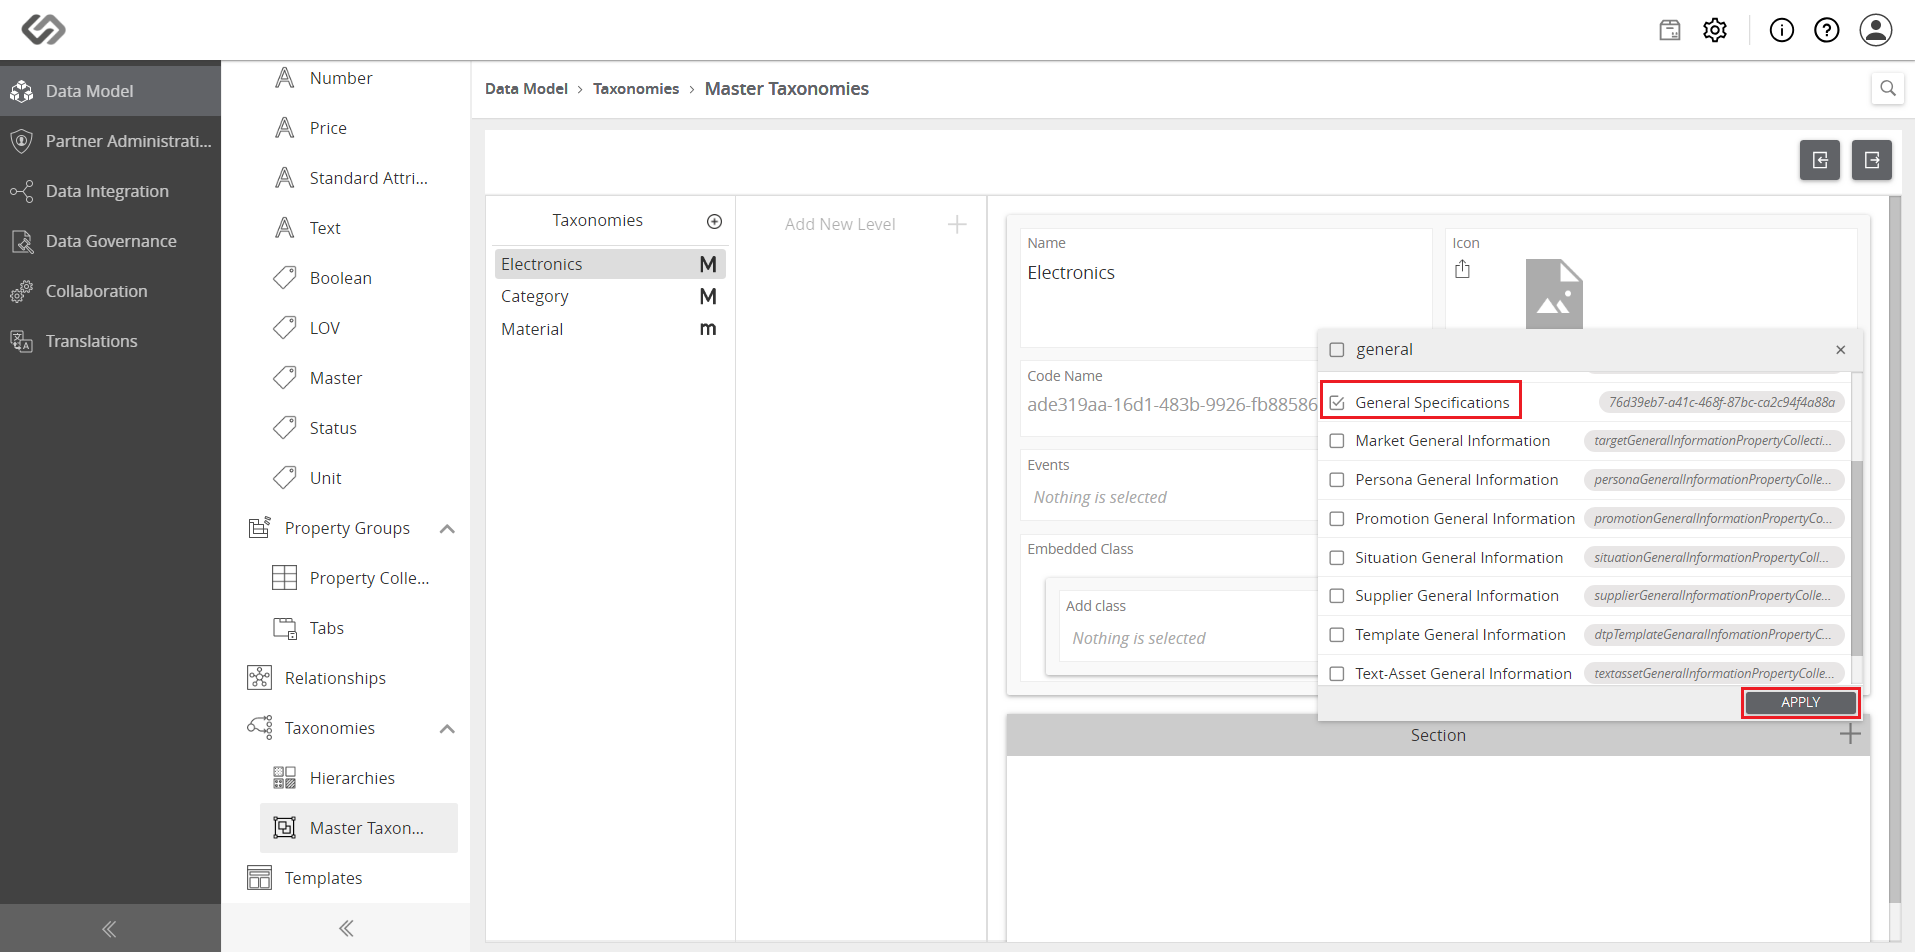 Data Model
Partner Administrati...
Data Integration
Data Governance
Collaboration
Translations
Number
Price
Standard Attri...
Text
Boolean
LOV
Master
Status
Unit
Property Groups
Property Colle...
Tabs
Relationships
Taxonomies
Hierarchies
Master Taxon...
Templates
Data Model > Taxonomies > Master Taxonomies
Taxonomies
Electronics M
Category M
Material m
Add New Level
Name
Electronics
Icon
Code Name
ade319aa-16d1-483b-9926-fb88586
Events
Nothing is selected
Embedded Class
Add class
Nothing is selected
general
General Specifications 76d39eb7-a41c-468f-87bc-ca2c94f4a88a
Market General Information targetGeneralInformationPropertyCollecti...
Persona General Information personaGeneralInformationPropertyColle...
Promotion General Information promotionGeneralInformationPropertyCo...
Situation General Information situationGeneralInformationPropertyColl...
Supplier General Information supplierGeneralInformationPropertyColle...
Template General Information dtpTemplateGenarallnfomationPropertyC...
Text-Asset General Information textassetGeneralInformationPropertyColle...
APPLY
Section